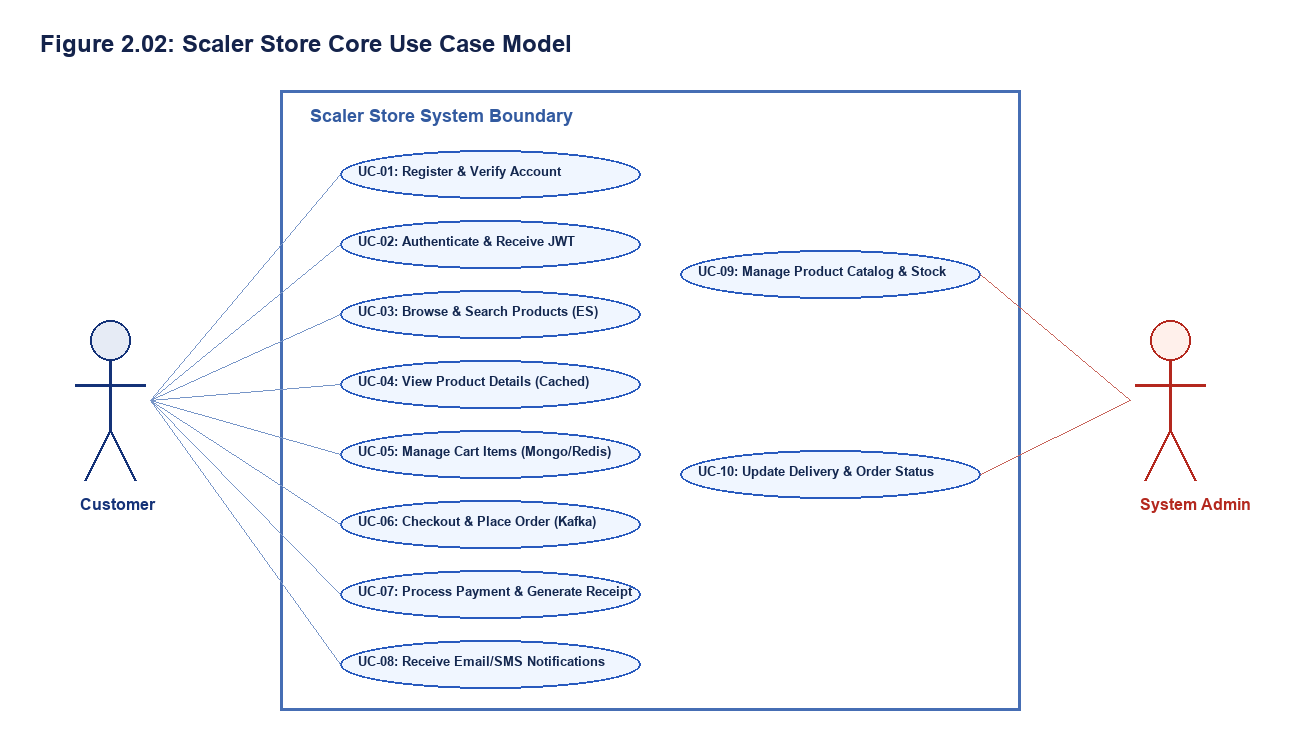 Figure 2.02: Scaler Store Core Use Case Model
Scaler Store System Boundary
UC-01: Register & Verify Account
UC-02: Authenticate & Receive JWT
UC-03: Browse & Search Products (ES)
UC-04: View Product Details (Cached)
UC-05: Manage Cart Items (Mongo/Redis)
UC-06: Checkout & Place Order (Kafka)
UC-07: Process Payment & Generate Receipt
UC-08: Receive Email/SMS Notifications
UC-09: Manage Product Catalog & Stock
UC-10: Update Delivery & Order Status
Customer
System Admin